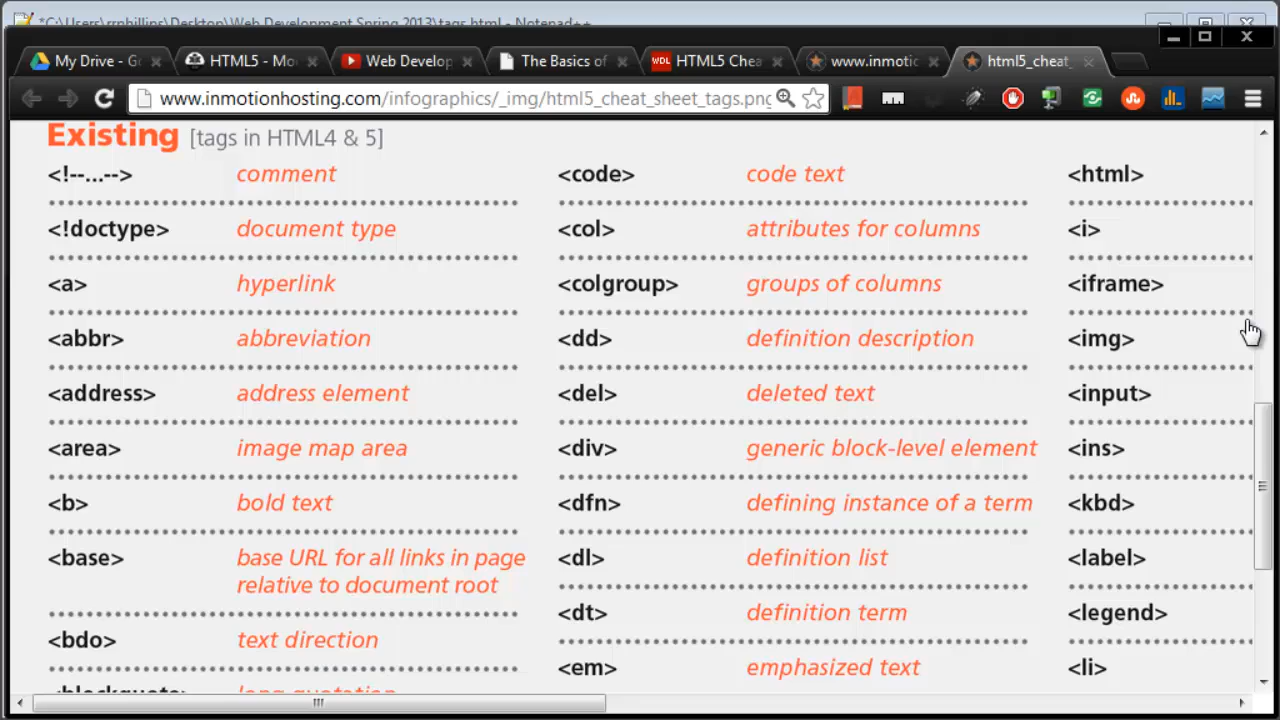 *C:\Users\rrphillips\Desktop\Web Development Spring 2013\tags.html - Notepad++
My Drive - G
HTML5 - Mo
Web Develop
The Basics of
WDL
HTML5 Chea
www.inmotic
html5_cheat_
www.inmotionhosting.com/infographics/_img/html5_cheat_sheet_tags.png
Existing [tags in HTML4 & 5]
<!--...--> comment
<!doctype> document type
<a> hyperlink
<abbr> abbreviation
<address> address element
<area> image map area
<b> bold text
<base> base URL for all links in page
relative to document root
<bdo> text direction
<blockquote> long quotation
<code> code text
<col> attributes for columns
<colgroup> groups of columns
<dd> definition description
<del> deleted text
<div> generic block-level element
<dfn> defining instance of a term
<dl> definition list
<dt> definition term
<em> emphasized text
<html>
<i>
<iframe>
<img>
<input>
<ins>
<kbd>
<label>
<legend>
<li>